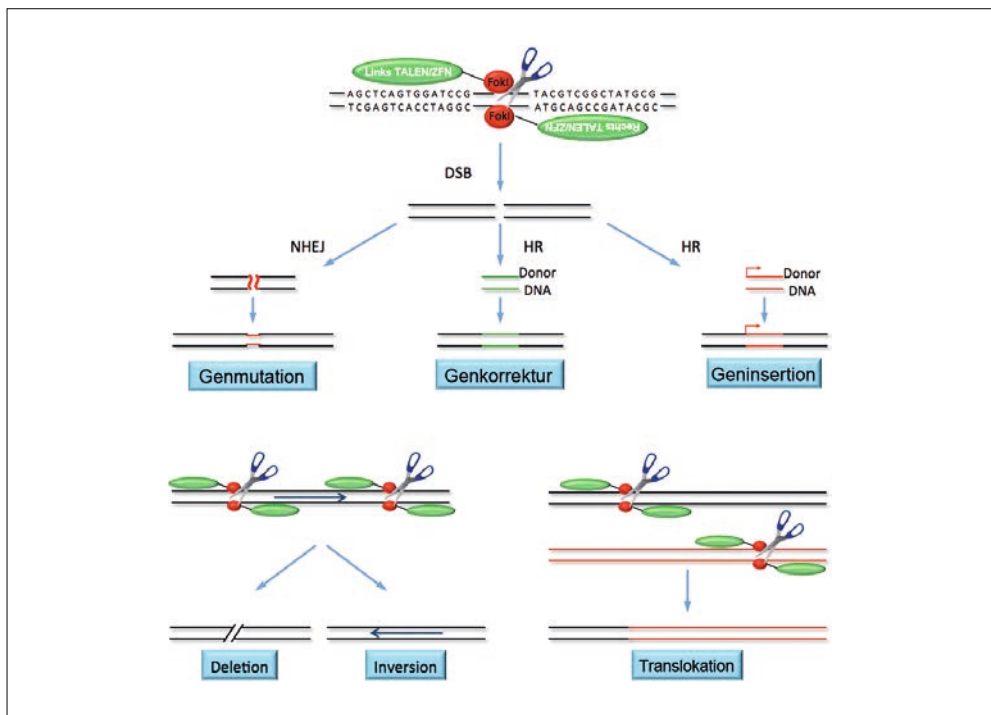 Links TALEN/ZFN
FokI
AGCTCAGTGGATCCG TACGTCGGCTATGCG
TCGAGTCACCTAGGC ATGCAGCCGATACGC
FokI
Rechts TALEN/ZFN
DSB
NHEJ
HR
HR
Donor
DNA
Donor
DNA
Genmutation
Genkorrektur
Geninsertion
Deletion
Inversion
Translokation